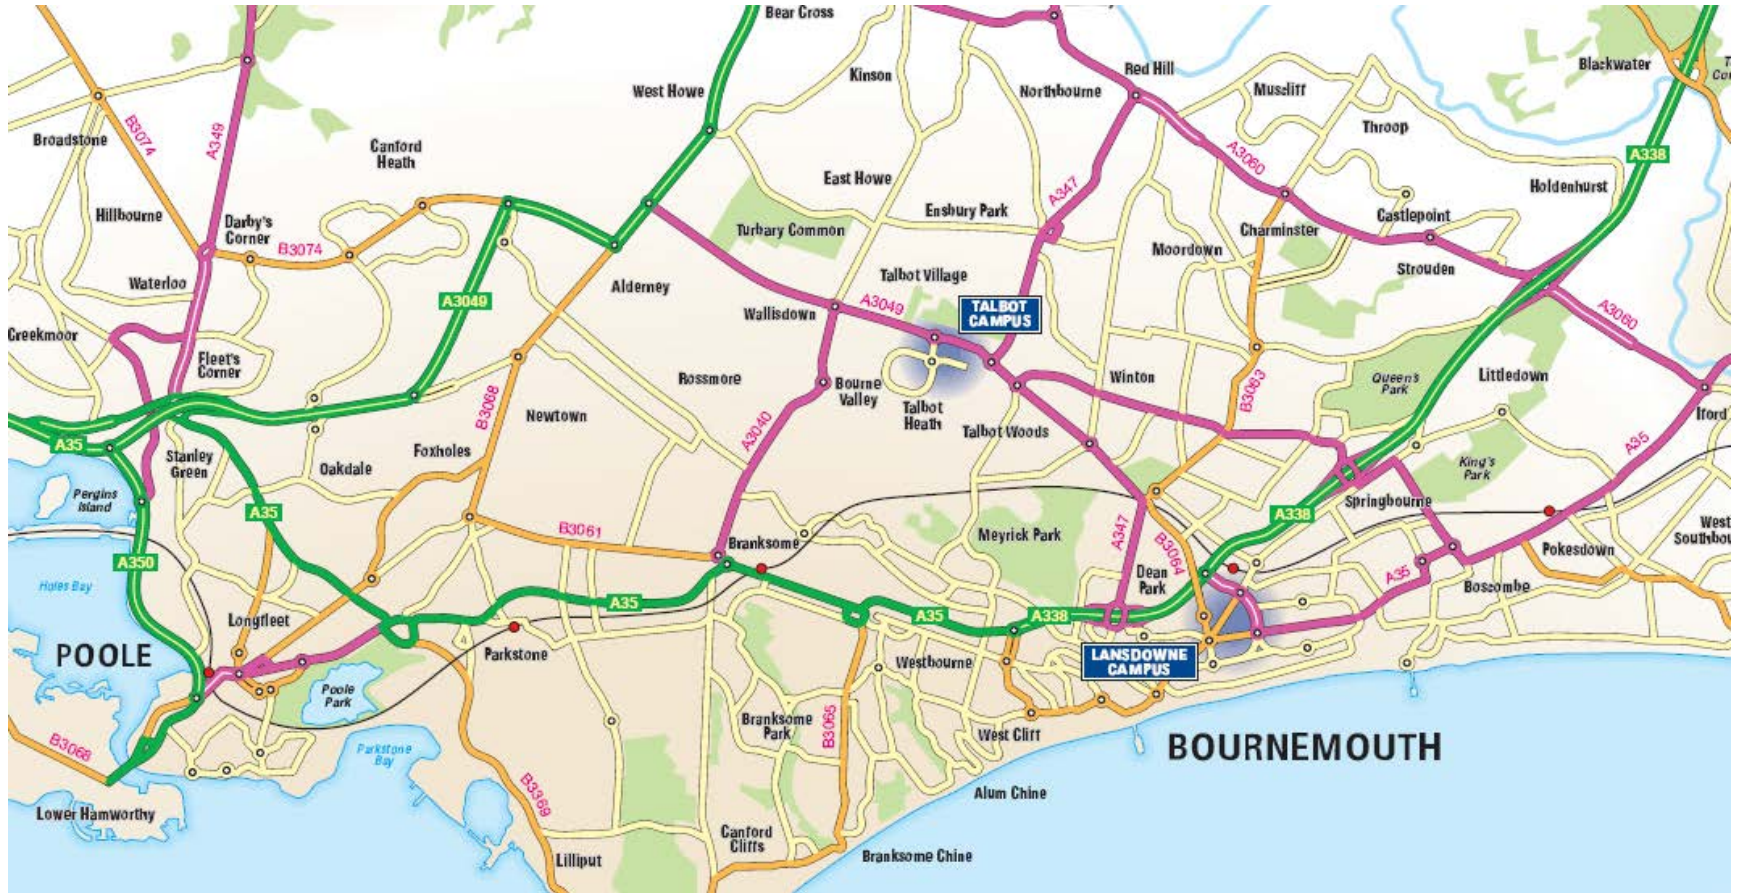 Bear Cross
Kinson
West Howe
Red Hill
Northbourne
Muscliff
Throop
Blackwater
Broadstone
B3074
A349
Canford
Heath
East Howe
A347
A3060
A338
Holdenhurst
Hillbourne
Darby's
Corner
B3074
Turbary Common
Ensbury Park
Moordown
Charminster
Castlepoint
Strouden
Waterloo
A3049
Alderney
Talbot Village
Wallisdown
A3049
TALBOT
CAMPUS
A3060
Creekmoor
Fleet's
Corner
Rossmore
Bourne
Valley
Talbot
Heath
Winton
B3063
Queen's
Park
Littledown
Iford
B3068
Newtown
A3040
Talbot Woods
A35
A35
Stanley
Green
Oakdale
Foxholes
King's
Park
Pergins
Island
A35
B3061
Branksome
Meyrick Park
A347
B3064
A338
Springbourne
West
Pokesdown
A350
Holes Bay
Dean
Park
A35
Boscombe
Longfleet
A35
A35
A338
POOLE
Parkstone
Westbourne
LANSDOWNE
CAMPUS
Poole
Park
Branksome
Park
B3065
West Cliff
BOURNEMOUTH
B3068
Parkstone
Bay
B3369
Alum Chine
Lower Hamworthy
Canford
Cliffs
Lilliput
Branksome Chine